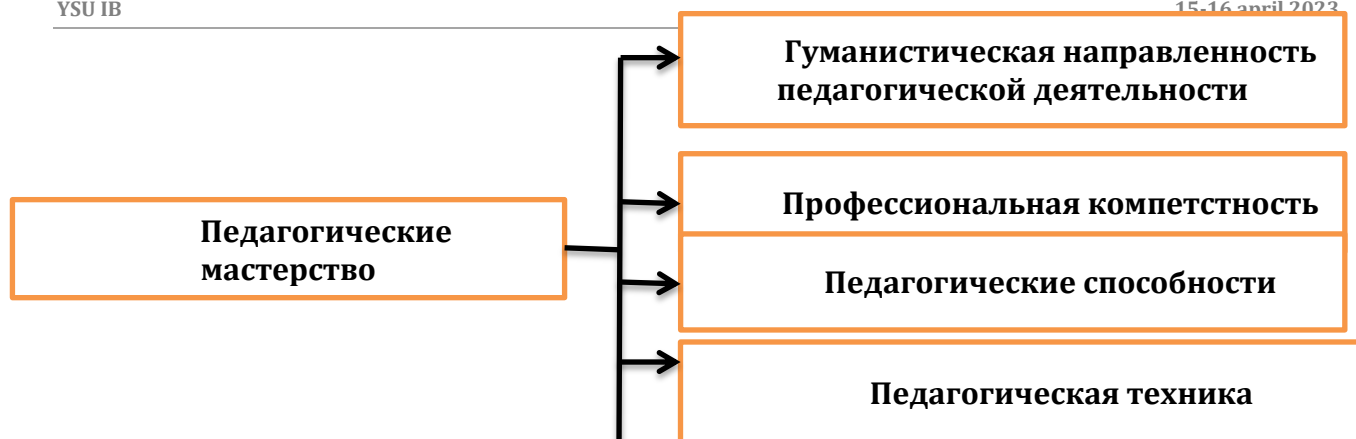 YSU IB 15-16 april 2023
Гуманистическая направленность
педагогической деятельности
Профессиональная компетстность
Педагогические
мастерство
Педагогические способности
Педагогическая техника